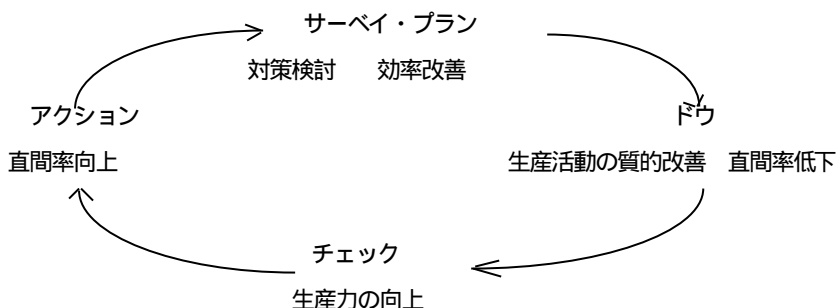 サーベイ・プラン
対策検討　　効率改善
アクション
直間率向上
ドウ
生産活動の質的改善　直間率低下
チェック
生産力の向上